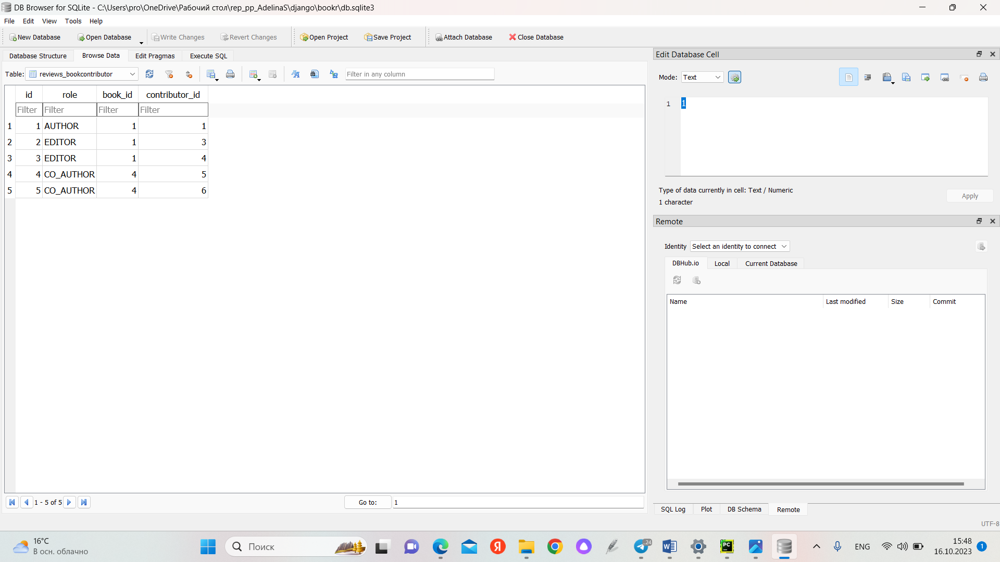 DB Browser for SQLite - C:\Users\pro\OneDrive\Рабочий стол\rep_pp_AdelinaS\django\bookr\db.sqlite3
File Edit View Tools Help
New Database Open Database Write Changes Revert Changes Open Project Save Project Attach Database Close Database
Database Structure Browse Data Edit Pragmas Execute SQL
Table: reviews_bookcontributor Filter in any column
id role book_id contributor_id
Filter Filter Filter Filter
1 1 AUTHOR 1 1
2 2 EDITOR 1 3
3 3 EDITOR 1 4
4 4 CO_AUTHOR 4 5
5 5 CO_AUTHOR 4 6
1 - 5 of 5 Go to: 1
Edit Database Cell
Mode: Text
1 1
Type of data currently in cell: Text / Numeric
1 character
Apply
Remote
Identity Select an identity to connect
DBHub.io Local Current Database
Name Last modified Size Commit
SQL Log Plot DB Schema Remote
UTF-8
16°C
В осн. облачно
Поиск
Я
..24
W
PC
ENG
15:48
16.10.2023
1